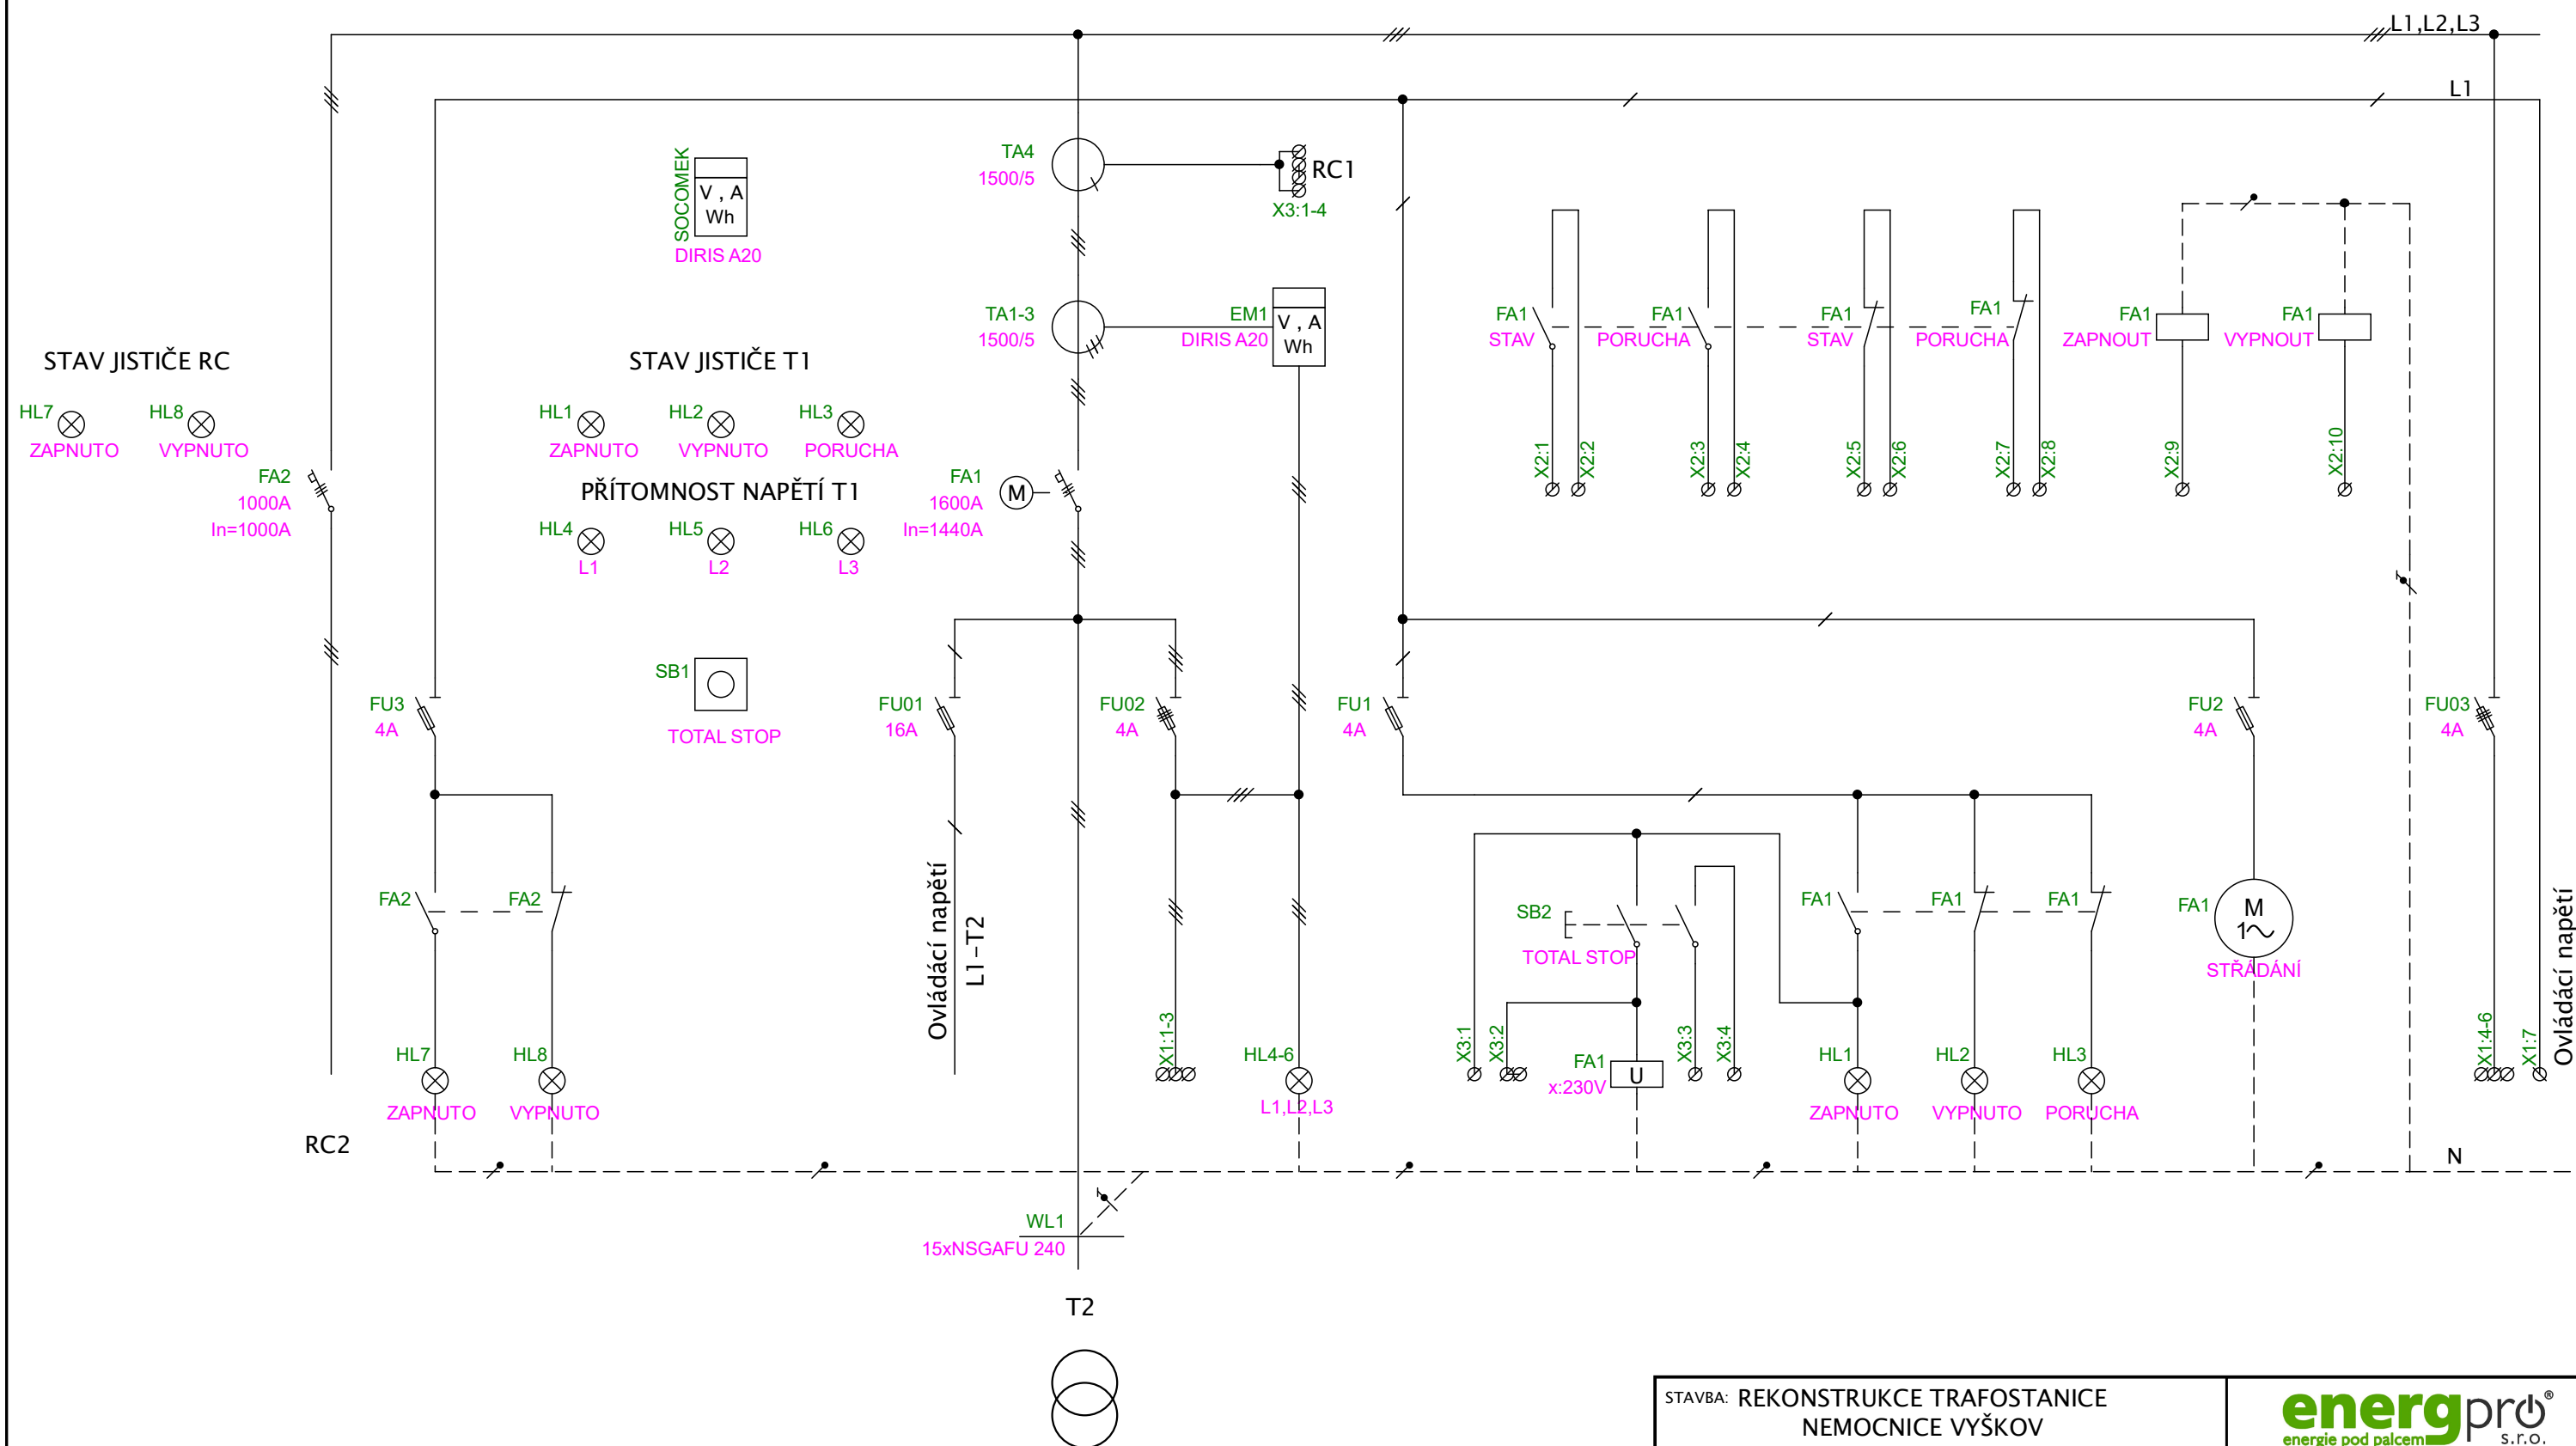 L1,L2,L3
L1
SOCOMEK
V , A
Wh
DIRIS A20
TA4
1500/5
RC1
X3:1-4
TA1-3
1500/5
EM1
DIRIS A20
V , A
Wh
FA1
STAV
FA1
PORUCHA
FA1
STAV
FA1
PORUCHA
FA1
ZAPNOUT
FA1
VYPNOUT
X2:1
X2:2
X2:3
X2:4
X2:5
X2:6
X2:7
X2:8
X2:9
X2:10
STAV JISTIČE RC
HL7
ZAPNUTO
HL8
VYPNUTO
STAV JISTIČE T1
HL1
ZAPNUTO
HL2
VYPNUTO
HL3
PORUCHA
PŘÍTOMNOST NAPĚTÍ T1
HL4
L1
HL5
L2
HL6
L3
FA2
1000A
In=1000A
FA1
1600A
In=1440A
M
SB1
TOTAL STOP
FU3
4A
FU01
16A
FU02
4A
FU1
4A
FU2
4A
FU03
4A
FA2
FA2
Ovládácí napětí
L1-T2
SB2
TOTAL STOP
FA1
FA1
FA1
FA1
M
1
STŘÁDÁNÍ
X1:1-3
HL4-6
L1,L2,L3
X3:1
X3:2
FA1
x:230V
U
X3:3
X3:4
HL7
ZAPNUTO
HL8
VYPNUTO
HL1
ZAPNUTO
HL2
VYPNUTO
HL3
PORUCHA
X1:4-6
X1:7
Ovládácí napětí
RC2
N
WL1
15xNSGAFU 240
T2
STAVBA: REKONSTRUKCE TRAFOSTANICE
NEMOCNICE VYŠKOV
energpro®
s.r.o.
energie pod palcem